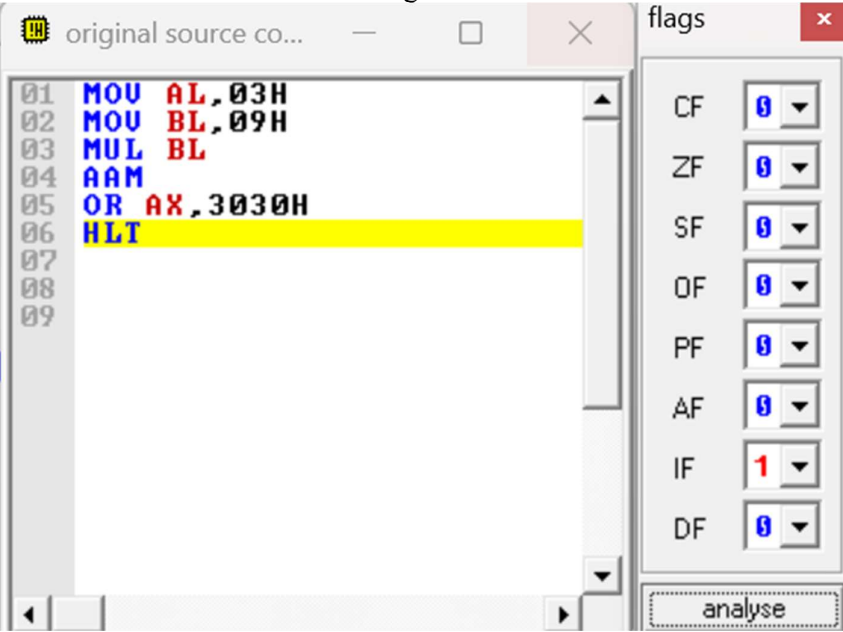 original source co...
flags
01 MOV AL,03H
02 MOV BL,09H
03 MUL BL
04 AAM
05 OR AX,3030H
06 HLT
07
08
09
CF 0
ZF 0
SF 0
OF 0
PF 0
AF 0
IF 1
DF 0
analyse